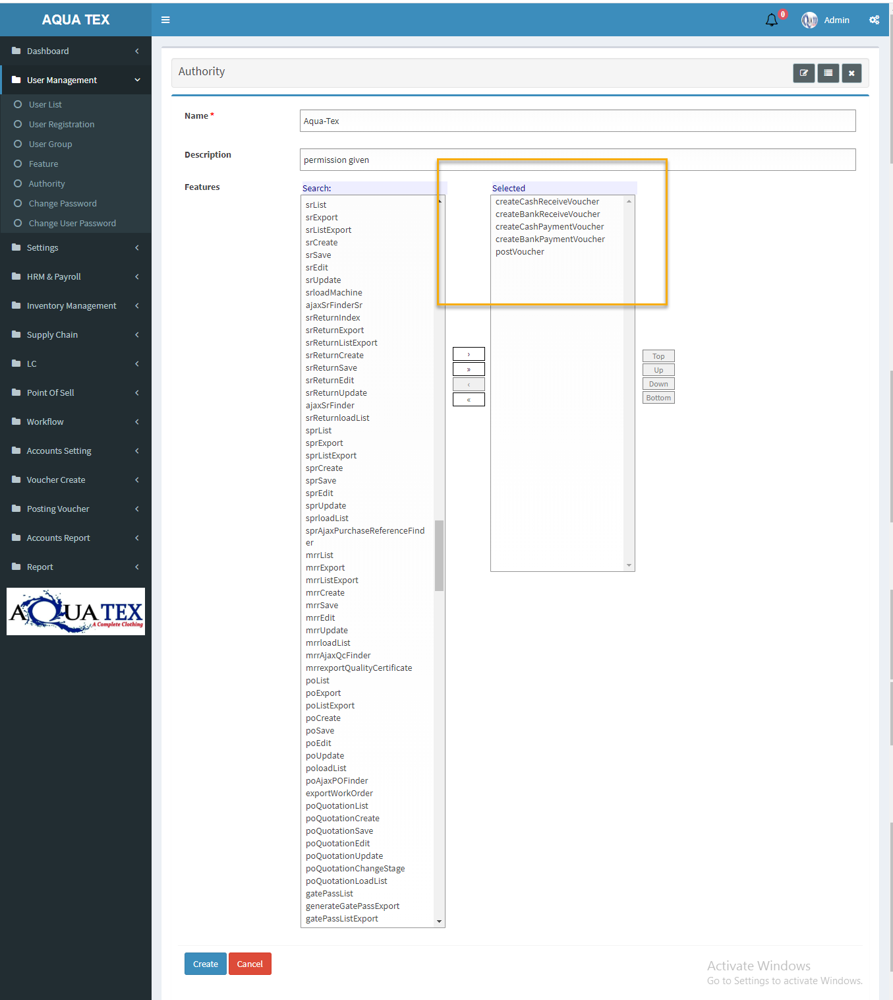 AQUA TEX
0
Admin
Dashboard
User Management
User List
User Registration
User Group
Feature
Authority
Change Password
Change User Password
Settings
HRM & Payroll
Inventory Management
Supply Chain
LC
Point Of Sell
Workflow
Accounts Setting
Voucher Create
Posting Voucher
Accounts Report
Report
AQUATEX
A Complete Clothing
Authority
Name *
Aqua-Tex
Description
permission given
Features
Search:
srList
srExport
srListExport
srCreate
srSave
srEdit
srUpdate
srloadMachine
ajaxSrFinderSr
srReturnIndex
srReturnExport
srReturnListExport
srReturnCreate
srReturnSave
srReturnEdit
srReturnUpdate
ajaxSrFinder
srReturnloadList
sprList
sprExport
sprListExport
sprCreate
sprSave
sprEdit
sprUpdate
sprloadList
sprAjaxPurchaseReferenceFind
er
mrrList
mrrExport
mrrListExport
mrrCreate
mrrSave
mrrEdit
mrrUpdate
mrrloadList
mrrAjaxQcFinder
mrrexportQualityCertificate
poList
poExport
poListExport
poCreate
poSave
poEdit
poUpdate
poloadList
poAjaxPOFinder
exportWorkOrder
poQuotationList
poQuotationCreate
poQuotationSave
poQuotationEdit
poQuotationUpdate
poQuotationChangeStage
poQuotationLoadList
gatePassList
generateGatePassExport
gatePassListExport
›
»
‹
«
Selected
createCashReceiveVoucher
createBankReceiveVoucher
createCashPaymentVoucher
createBankPaymentVoucher
postVoucher
Top
Up
Down
Bottom
Create
Cancel
Activate Windows
Go to Settings to activate Windows.